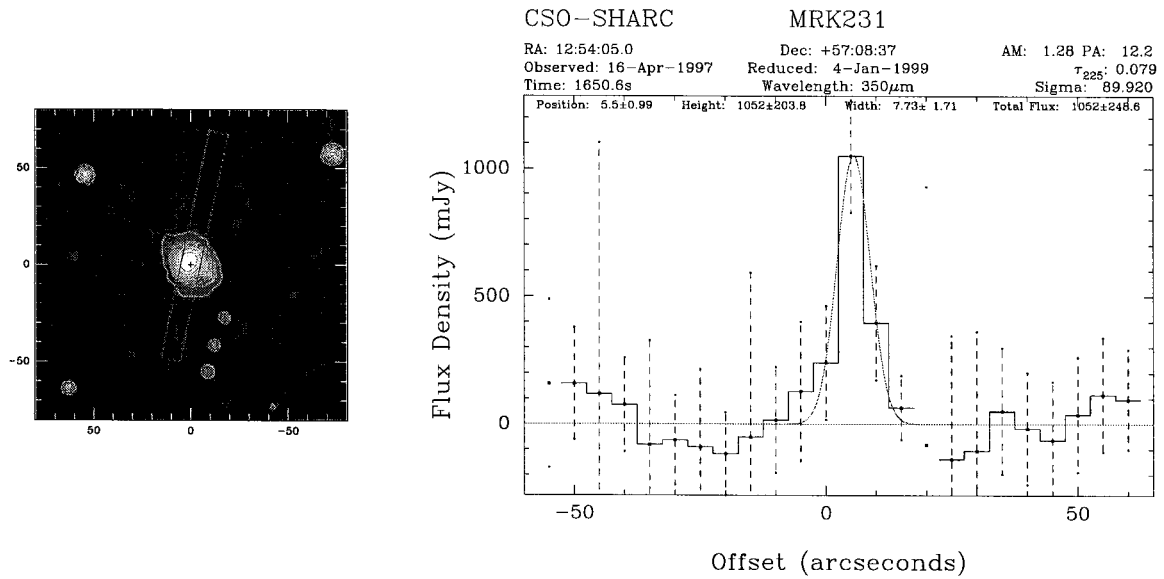 CSO-SHARC MRK231
RA: 12:54:05.0 Dec: +57:08:37 AM: 1.28 PA: 12.2
Observed: 16-Apr-1997 Reduced: 4-Jan-1999 τ225: 0.079
Time: 1650.6s Wavelength: 350μm Sigma: 89.920
Position: 5.5±0.99 Height: 1052±203.8 Width: 7.73± 1.71 Total Flux: 1052±248.6
50
0
-50
50 0 -50
Flux Density (mJy)
1000
500
0
-50 0 50
Offset (arcseconds)